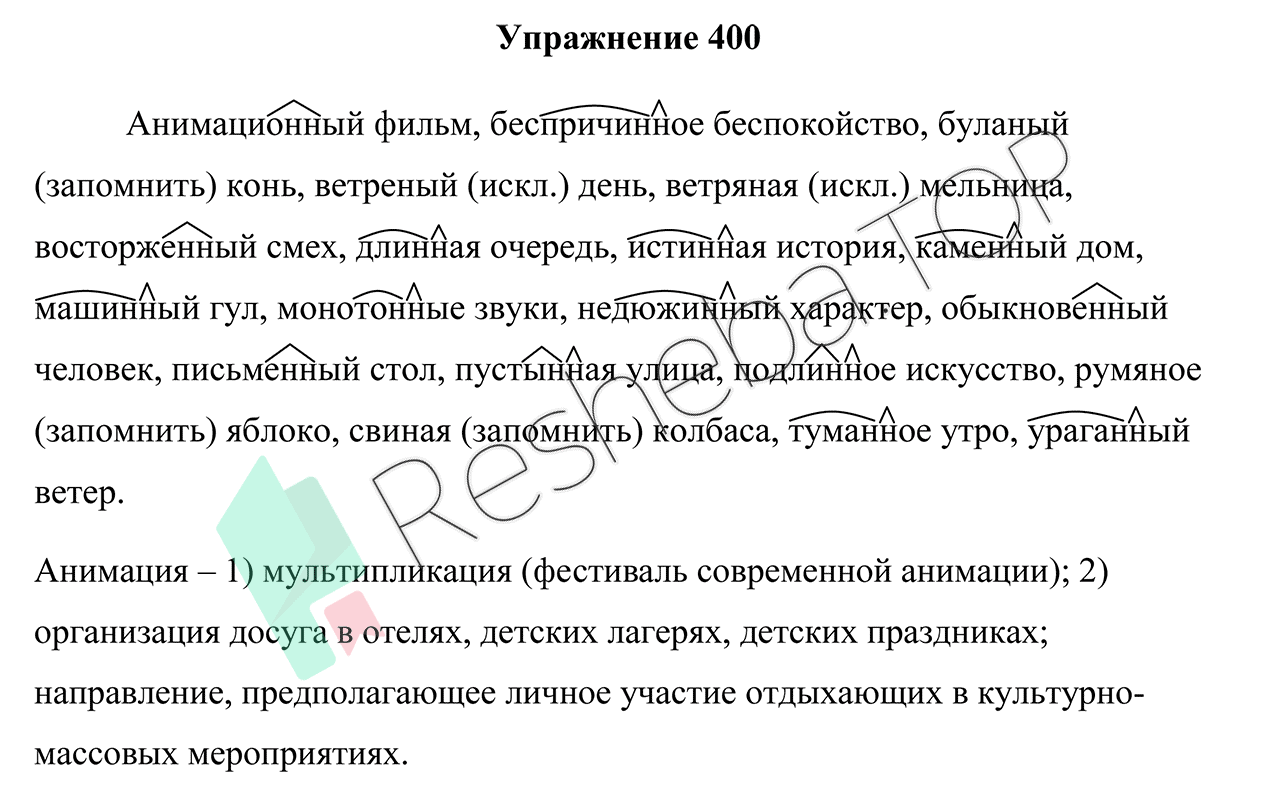 Упражнение 400
Анимационный фильм, беспричинное беспокойство, буланый
(запомнить) конь, ветреный (искл.) день, ветряная (искл.) мельница,
восторженный смех, длинная очередь, истинная история, каменный дом,
машинный гул, монотонные звуки, недюжинный характер, обыкновенный
человек, письменный стол, пустынная улица, подлинное искусство, румяное
(запомнить) яблоко, свиная (запомнить) колбаса, туманное утро, ураганный
ветер.
Анимация – 1) мультипликация (фестиваль современной анимации); 2)
организация досуга в отелях, детских лагерях, детских праздниках;
направление, предполагающее личное участие отдыхающих в культурно-
массовых мероприятиях.
Resheba.TOP